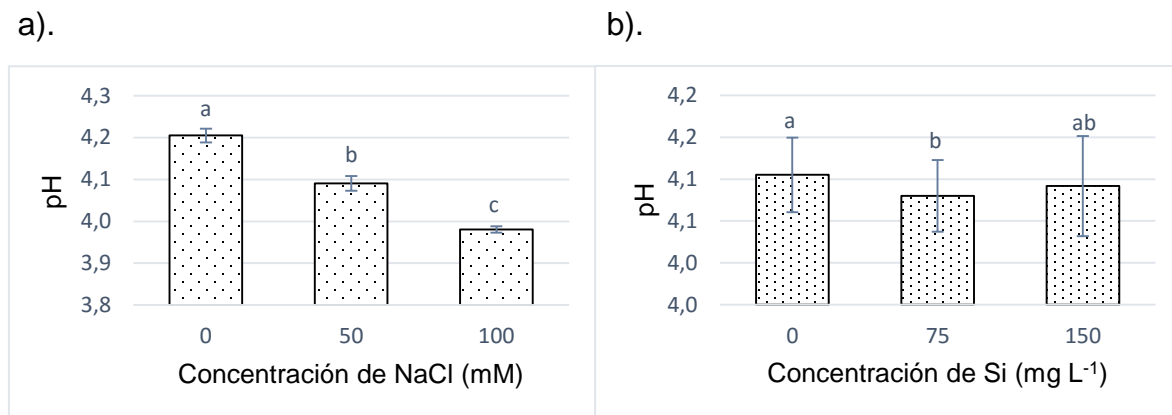 a).
4,3
4,2
4,1
4,0
3,9
3,8
pH
a
b
c
0 50 100
Concentración de NaCl (mM)
b).
4,2
4,2
4,1
4,1
4,0
4,0
pH
a
b
ab
0 75 150
Concentración de Si (mg L⁻¹)